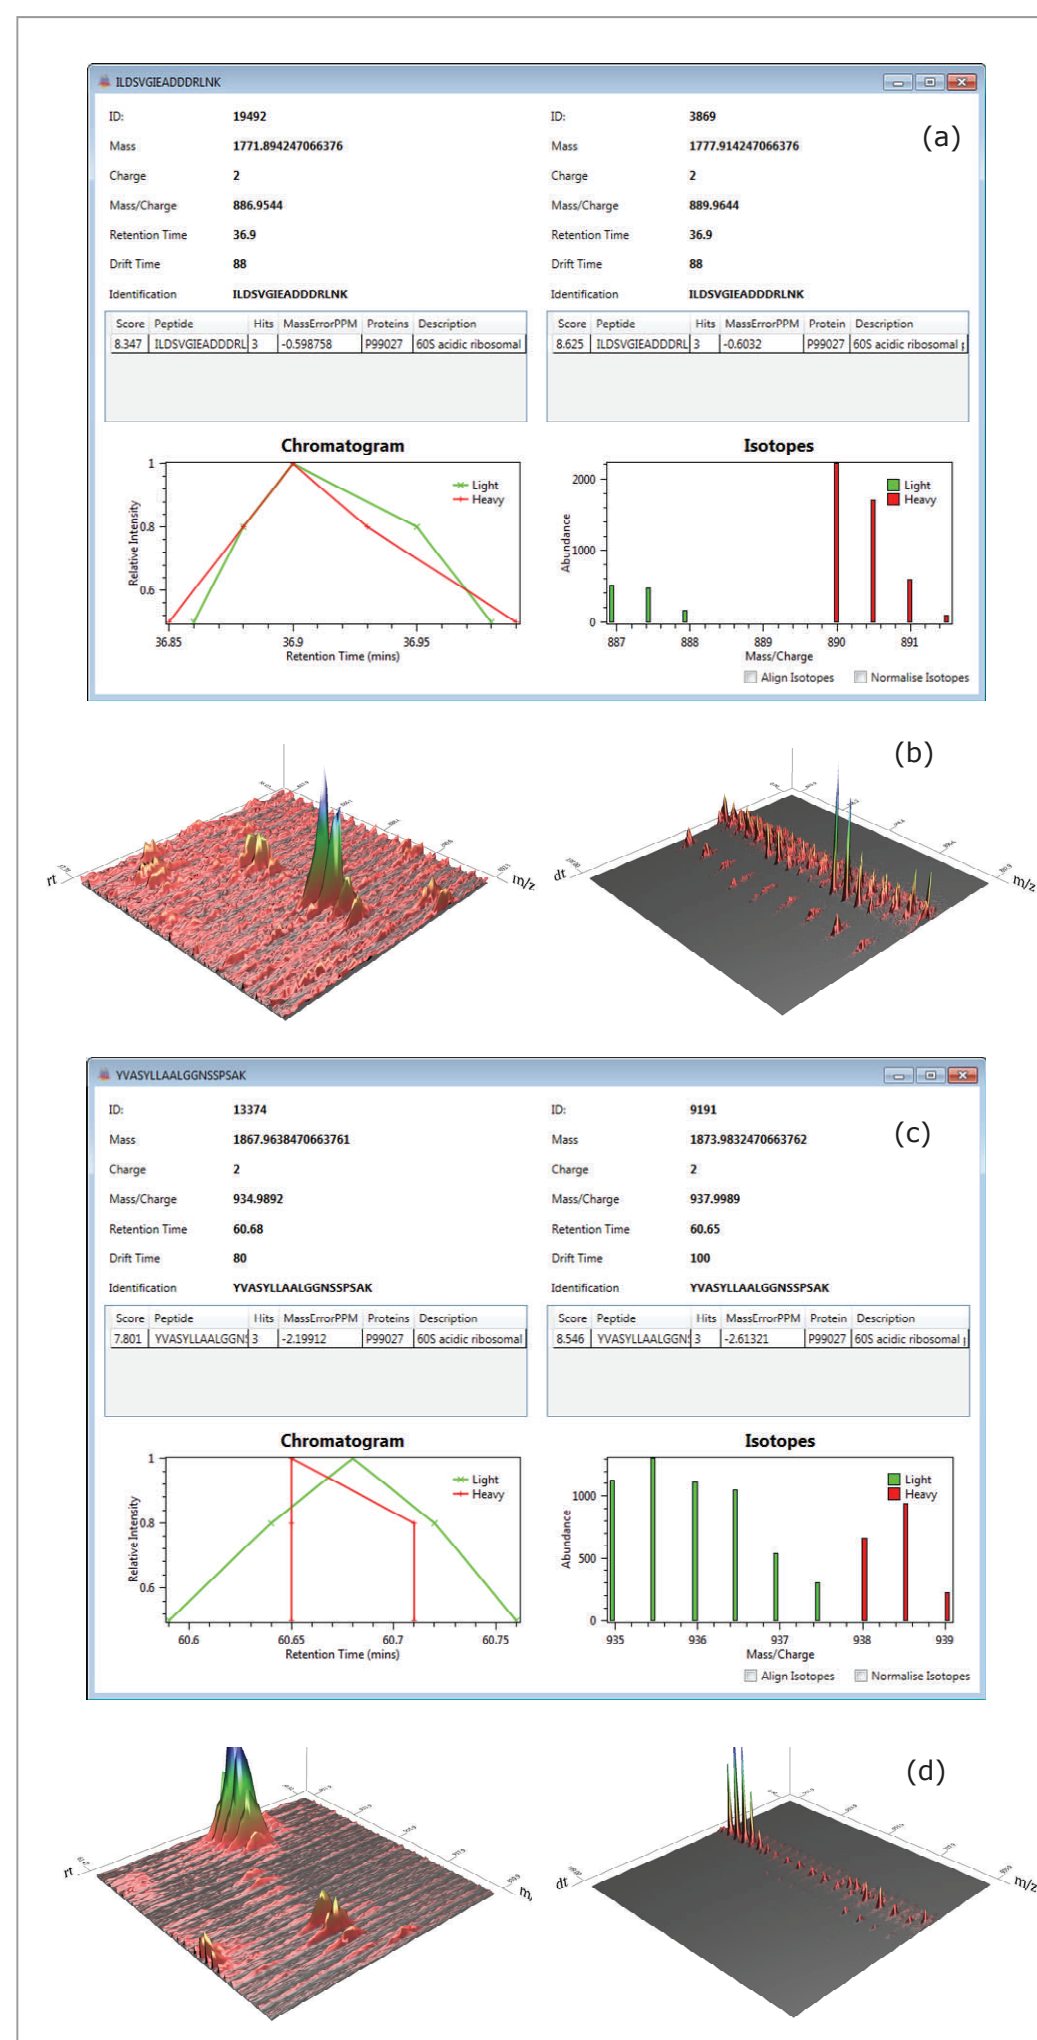 ILDSVGIEADDDRLNK
(a)
ID: 19492 ID: 3869
Mass 1771.894247066376 Mass 1777.914247066376
Charge 2 Charge 2
Mass/Charge 886.9544 Mass/Charge 889.9644
Retention Time 36.9 Retention Time 36.9
Drift Time 88 Drift Time 88
Identification ILDSVGIEADDDRLNK Identification ILDSVGIEADDDRLNK
Score Peptide Hits MassErrorPPM Proteins Description Score Peptide Hits MassErrorPPM Protein Description
8.347 ILDSVGIEADDDRL 3 -0.598758 P99027 60S acidic ribosomal 8.625 ILDSVGIEADDDRL 3 -0.6032 P99027 60S acidic ribosomal
Chromatogram Isotopes
Relative Intensity
1
0.8
0.6
Light
Heavy
36.85 36.9 36.95
Retention Time (mins)
Abundance
2000
1000
0
Light
Heavy
887 888 889 890 891
Mass/Charge
Align Isotopes Normalise Isotopes
(b)
rt m/z dt m/z
YVASYLLAALGGNSSPSAK
(c)
ID: 13374 ID: 9191
Mass 1867.9638470663761 Mass 1873.9832470663762
Charge 2 Charge 2
Mass/Charge 934.9892 Mass/Charge 937.9989
Retention Time 60.68 Retention Time 60.65
Drift Time 80 Drift Time 100
Identification YVASYLLAALGGNSSPSAK Identification YVASYLLAALGGNSSPSAK
Score Peptide Hits MassErrorPPM Proteins Description Score Peptide Hits MassErrorPPM Protein Description
7.801 YVASYLLAALGGNS 3 -2.19912 P99027 60S acidic ribosomal 8.546 YVASYLLAALGGNS 3 -2.61321 P99027 60S acidic ribosomal
Chromatogram Isotopes
Relative Intensity
1
0.8
0.6
Light
Heavy
60.6 60.65 60.7 60.75
Retention Time (mins)
Abundance
1000
500
0
Light
Heavy
935 936 937 938 939
Mass/Charge
Align Isotopes Normalise Isotopes
(d)
rt m/ dt m/z